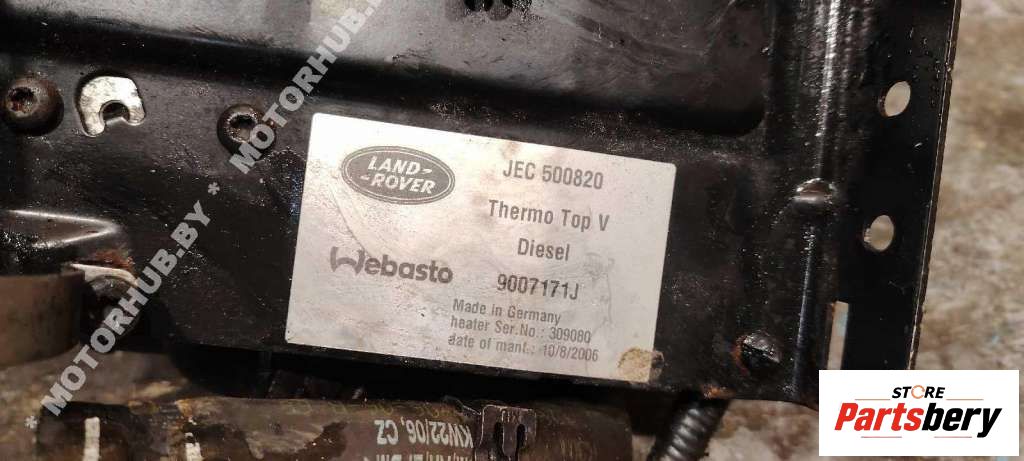 * MOTORHUB.BY * MOTORHUB.BY
LAND-
-ROVER
JEC 500820
Thermo Top V
Diesel
Webasto
9007171J
Made in Germany
heater Ser.No.: 309080
date of manf.: 10/8/2006
KW22/06, CZ
STORE
Partsbery